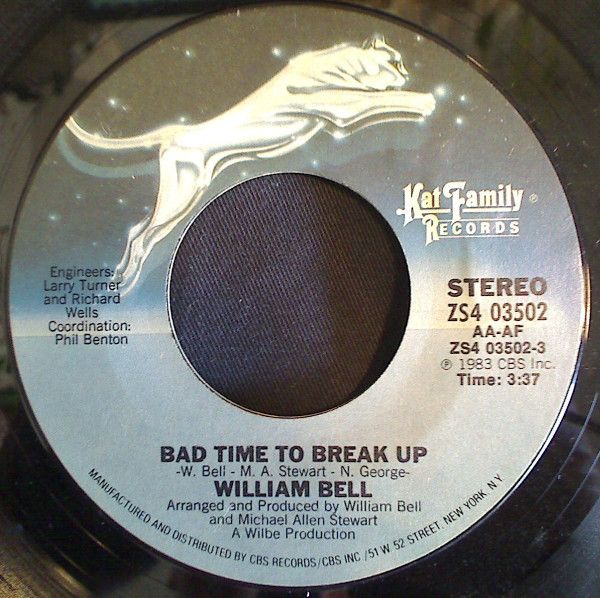 Kat Family ®
RECORDS
Engineers:
Larry Turner
and Richard
Wells
Coordination:
Phil Benton
STEREO
ZS4 03502
AA-AF
ZS4 03502-3
℗ 1983 CBS Inc.
Time: 3:37
BAD TIME TO BREAK UP
-W. Bell - M. A. Stewart - N. George-
WILLIAM BELL
Arranged and Produced by William Bell
and Michael Allen Stewart
A Wilbe Production
MANUFACTURED AND DISTRIBUTED BY CBS RECORDS/CBS INC./51 W. 52 STREET, NEW YORK, N.Y.